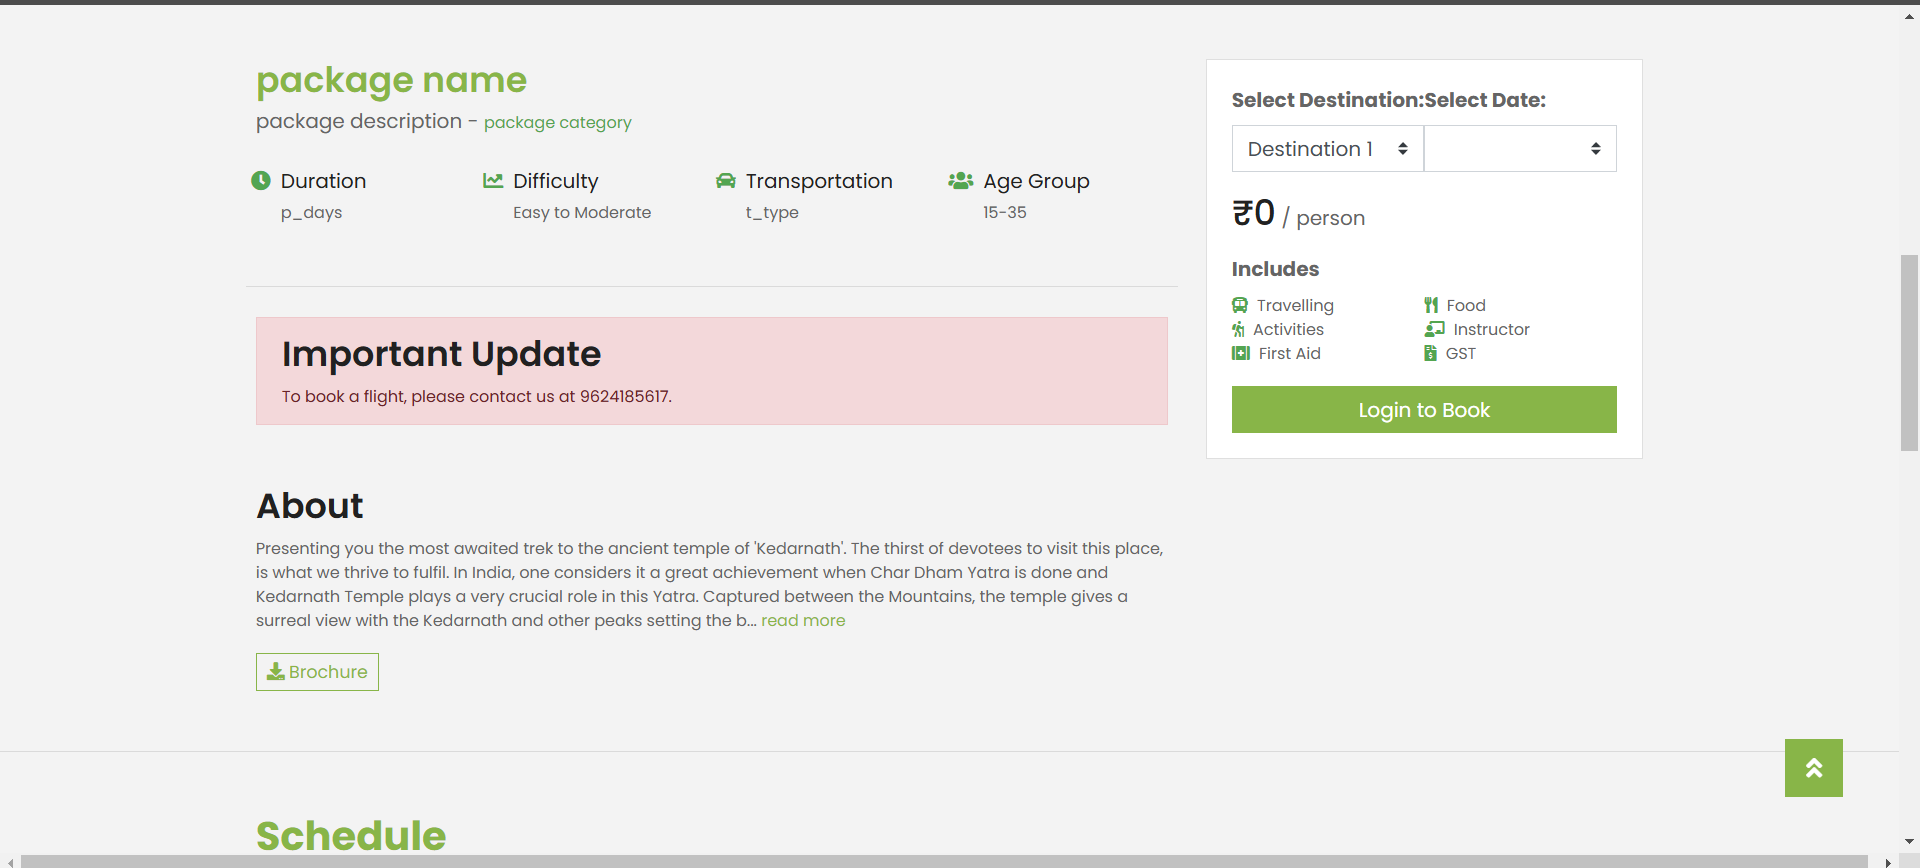 package name
package description - package category
Duration
p_days
Difficulty
Easy to Moderate
Transportation
t_type
Age Group
15-35
Important Update
To book a flight, please contact us at 9624185617.
About
Presenting you the most awaited trek to the ancient temple of 'Kedarnath'. The thirst of devotees to visit this place,
is what we thrive to fulfil. In India, one considers it a great achievement when Char Dham Yatra is done and
Kedarnath Temple plays a very crucial role in this Yatra. Captured between the Mountains, the temple gives a
surreal view with the Kedarnath and other peaks setting the b... read more
Brochure
Select Destination:Select Date:
Destination 1
₹0 / person
Includes
Travelling
Food
Activities
Instructor
First Aid
GST
Login to Book
Schedule